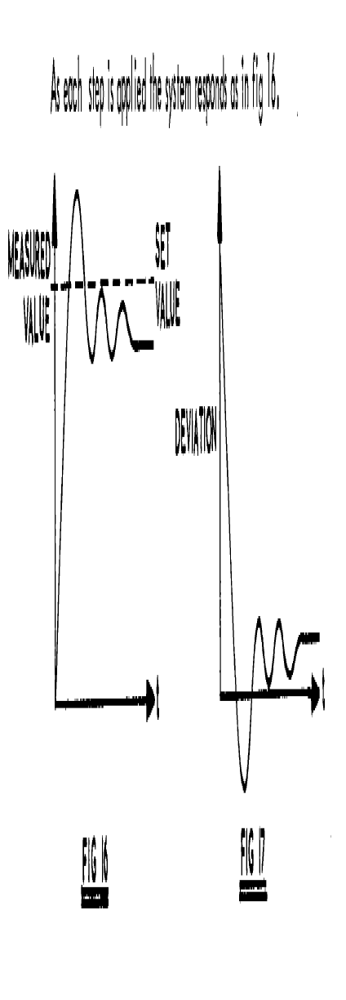 As each step is applied the system responds as in fig 16.
MEASURED
VALUE
SET
VALUE
t
FIG 16
DEVIATION
t
FIG 17